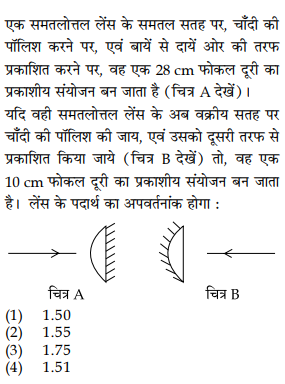 एक समतलोत्तल लेंस के समतल सतह पर, चाँदी की
पॉलिश करने पर, एवं बायें से दायें ओर की तरफ
प्रकाशित करने पर, वह एक 28 cm फोकल दूरी का
प्रकाशीय संयोजन बन जाता है (चित्र A देखें)।
यदि वही समतलोत्तल लेंस के अब वक्रीय सतह पर
चाँदी की पॉलिश की जाय, एवं उसको दूसरी तरफ से
प्रकाशित किया जाये (चित्र B देखें) तो, वह एक
10 cm फोकल दूरी का प्रकाशीय संयोजन बन जाता
है। लेंस के पदार्थ का अपवर्तनांक होगा :
चित्र A चित्र B
(1) 1.50
(2) 1.55
(3) 1.75
(4) 1.51